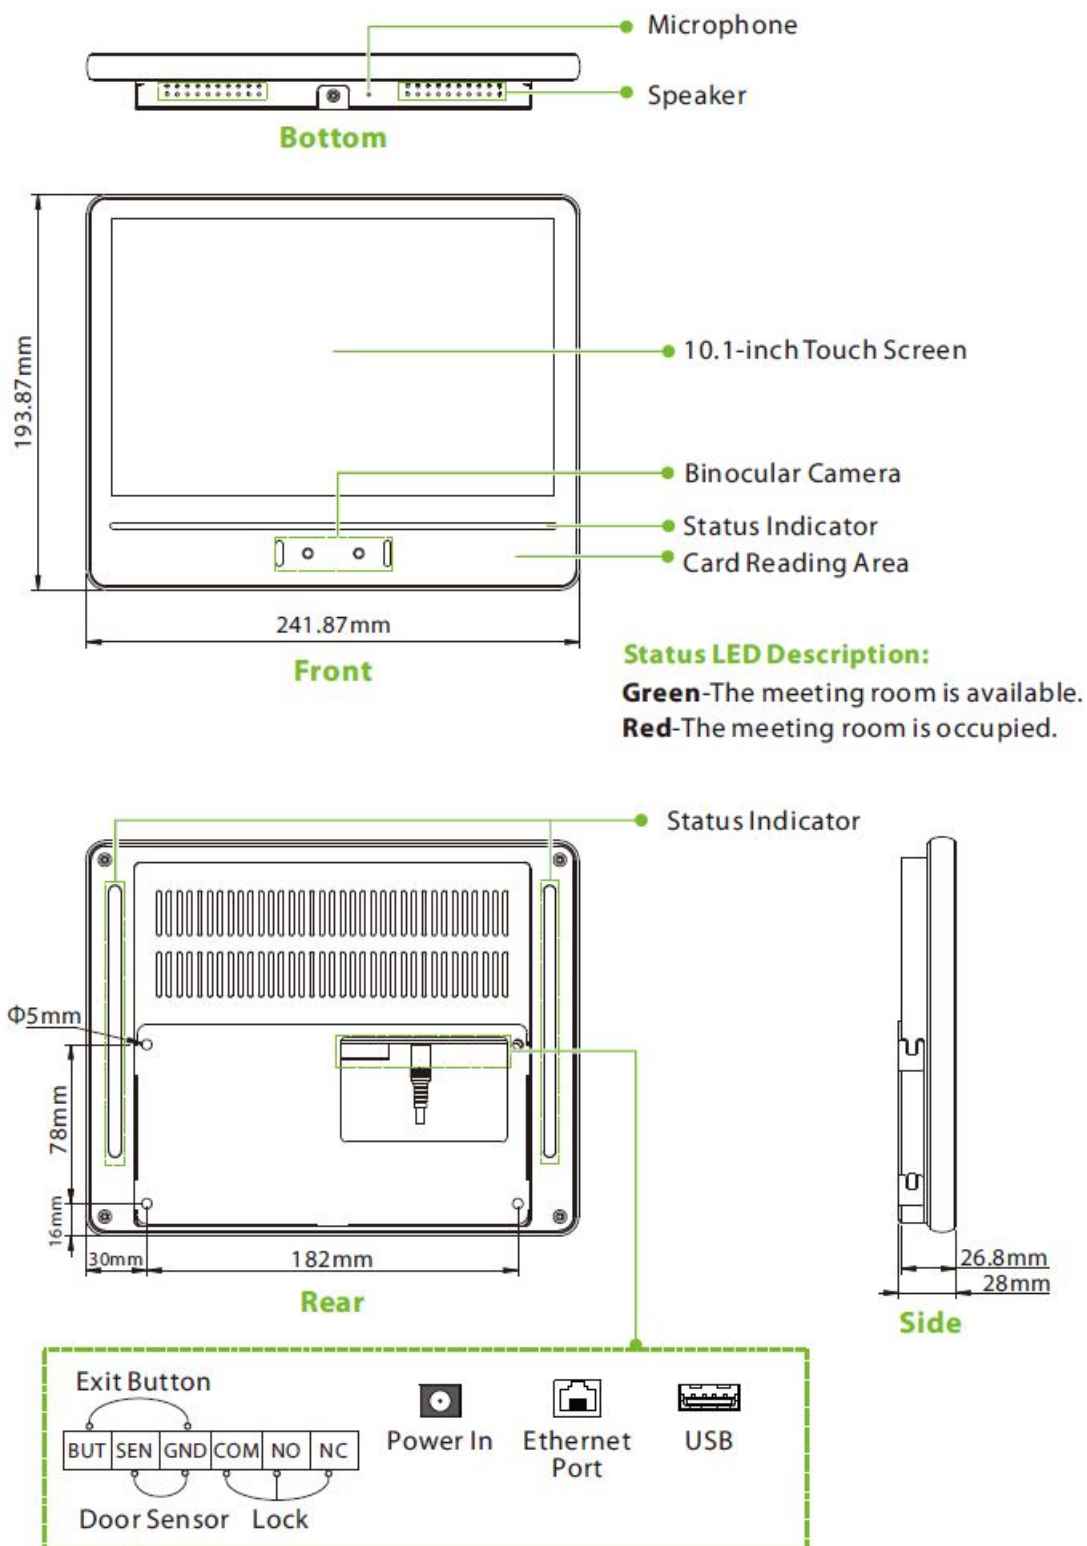 Microphone
Speaker
Bottom
193.87mm
10.1-inch Touch Screen
Binocular Camera
Status Indicator
Card Reading Area
241.87mm
Front
Status LED Description:
Green-The meeting room is available.
Red-The meeting room is occupied.
Status Indicator
Φ5mm
78mm
16mm
30mm
182mm
Rear
26.8mm
28mm
Side
Exit Button
BUT SEN GND COM NO NC
Door Sensor Lock
Power In
Ethernet
Port
USB